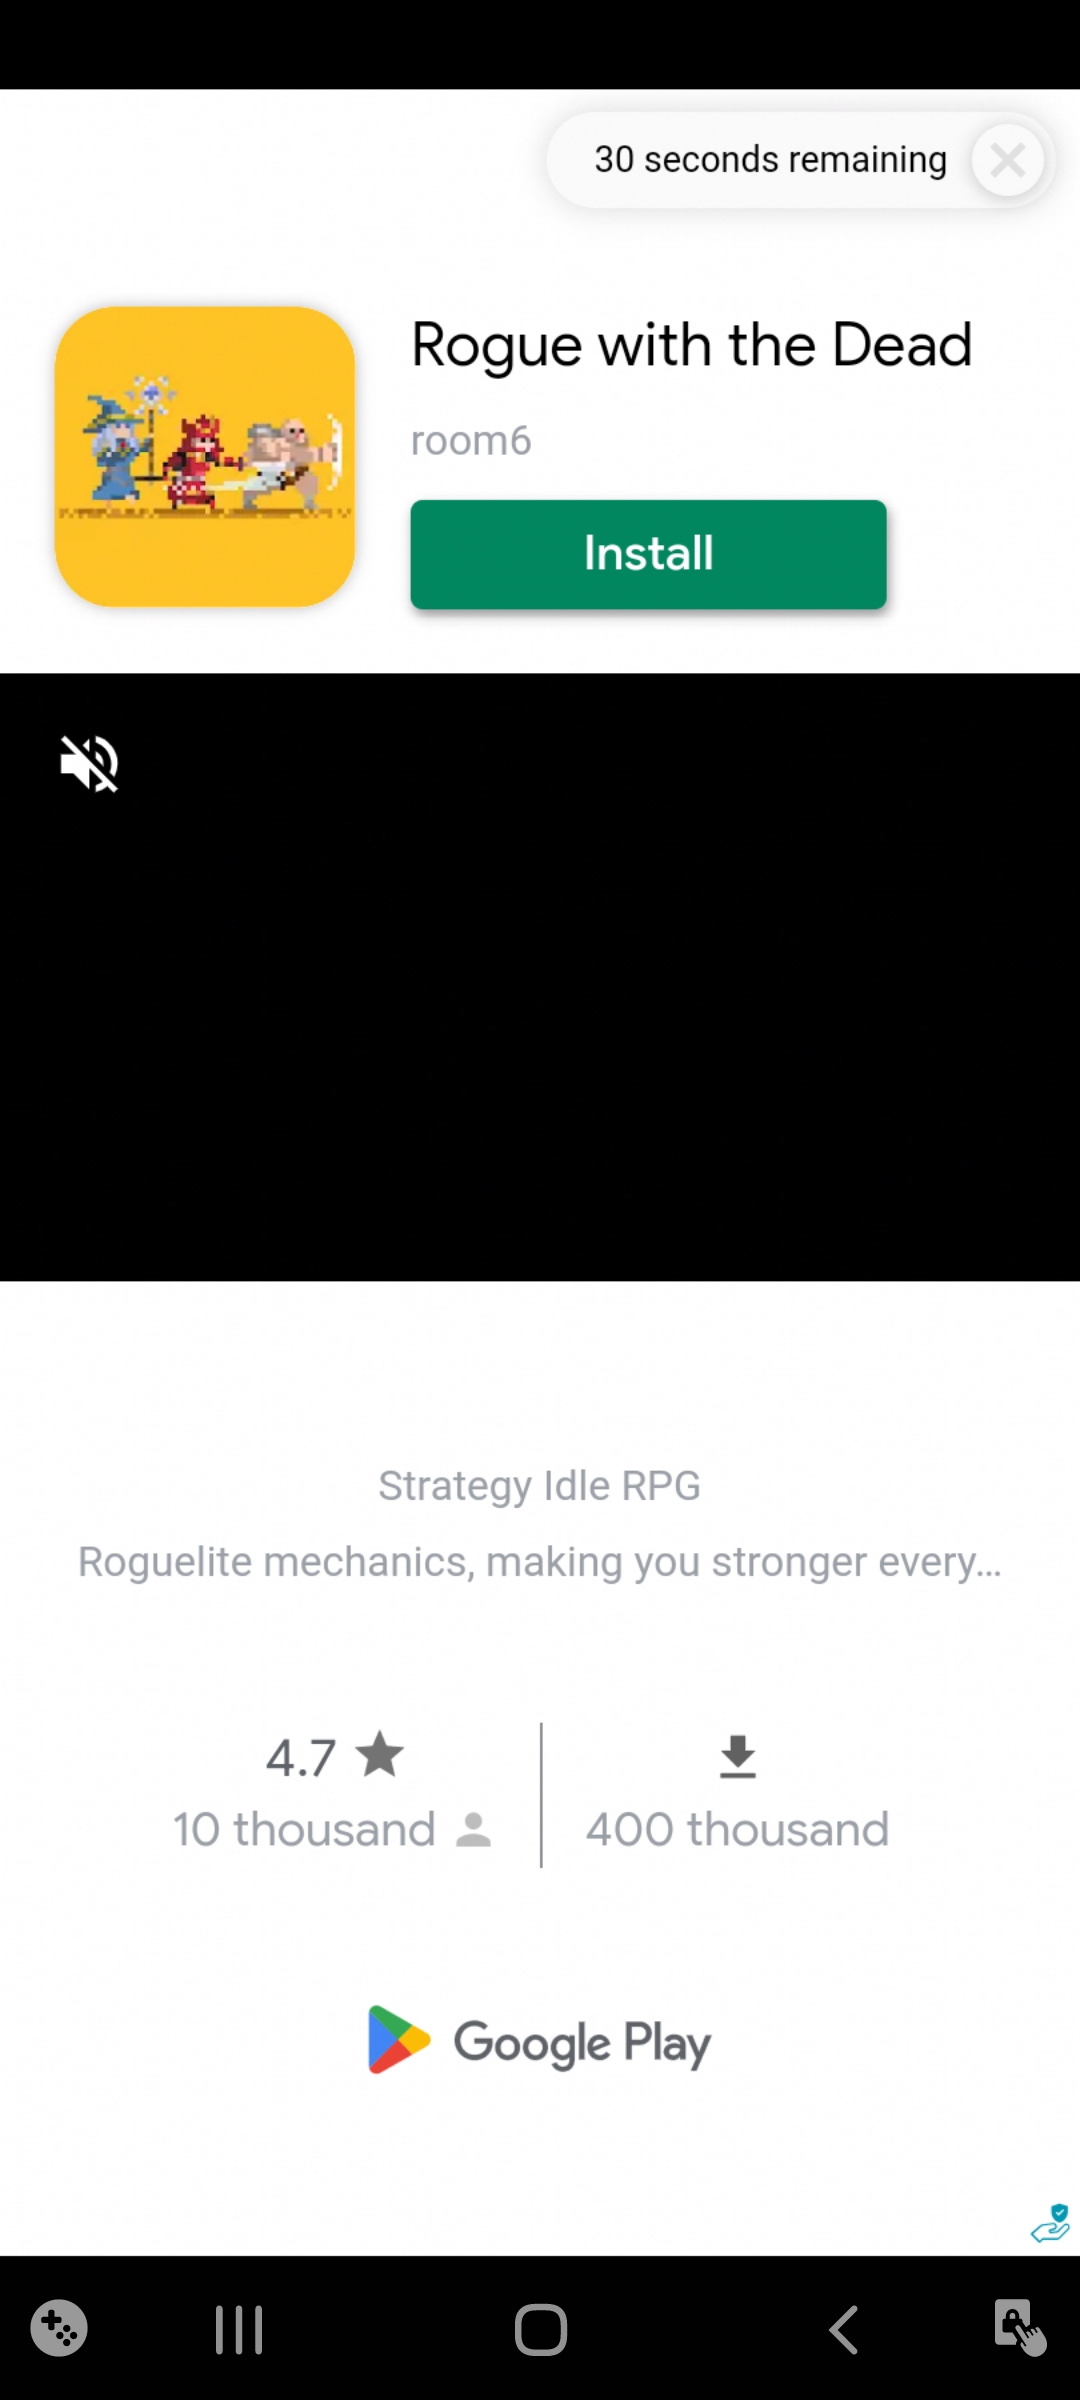 30 seconds remaining
Rogue with the Dead
room6
Install
Strategy Idle RPG
Roguelite mechanics, making you stronger every...
4.7
10 thousand
400 thousand
Google Play